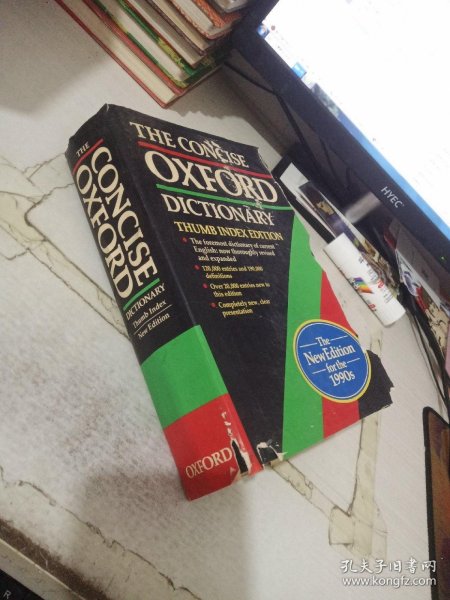 THE CONCISE
OXFORD
DICTIONARY
THUMB INDEX EDITION
• The foremost dictionary of current
English: now thoroughly revised
and expanded
• 120,000 entries and 190,000
definitions
• Over 20,000 entries new to
this edition
• Completely new, clear
presentation
The
New Edition
for the
1990s
THE
CONCISE
OXFORD
DICTIONARY
Thumb Index
New Edition
OXFORD
HYEC
孔夫子旧书网
www.kongfz.com